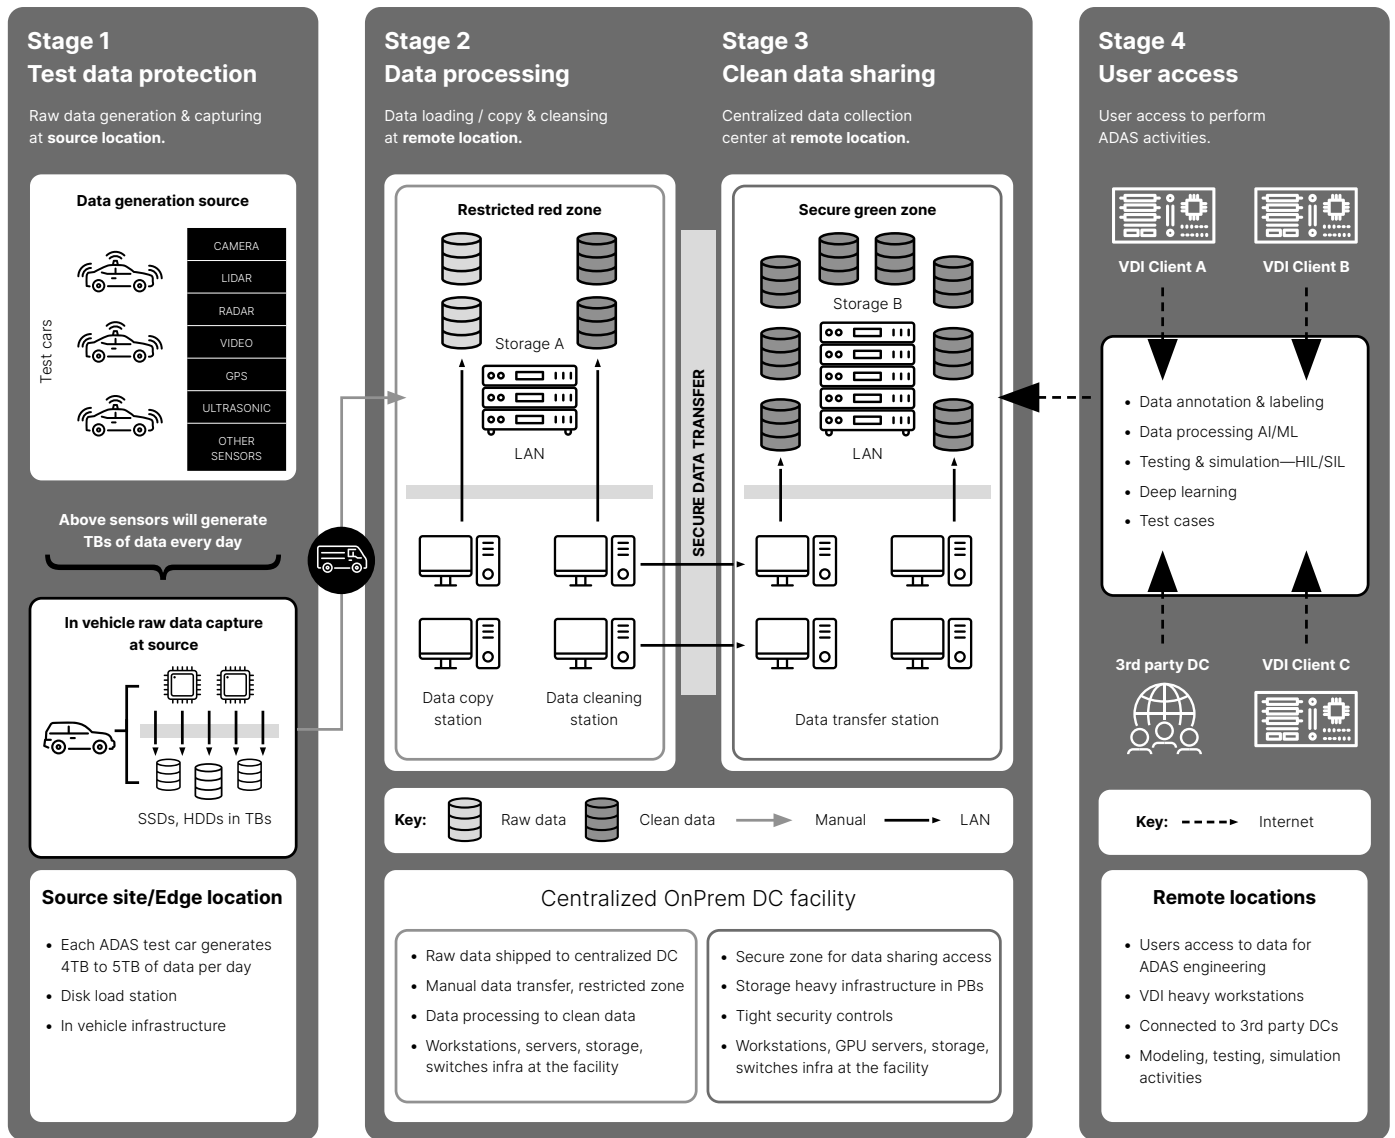 Stage 1
Test data protection
Raw data generation & capturing
at source location.
Data generation source
Test cars
CAMERA
LIDAR
RADAR
VIDEO
GPS
ULTRASONIC
OTHER
SENSORS
Above sensors will generate
TBs of data every day
In vehicle raw data capture
at source
SSDs, HDDs in TBs
Source site/Edge location
• Each ADAS test car generates
4TB to 5TB of data per day
• Disk load station
• In vehicle infrastructure
Stage 2
Data processing
Data loading / copy & cleansing
at remote location.
Restricted red zone
Storage A
LAN
Data copy
station
Data cleaning
station
SECURE DATA TRANSFER
Stage 3
Clean data sharing
Centralized data collection
center at remote location.
Secure green zone
Storage B
LAN
Data transfer station
Key:
Raw data
Clean data
Manual
LAN
Centralized OnPrem DC facility
• Raw data shipped to centralized DC
• Manual data transfer, restricted zone
• Data processing to clean data
• Workstations, servers, storage,
switches infra at the facility
• Secure zone for data sharing access
• Storage heavy infrastructure in PBs
• Tight security controls
• Workstations, GPU servers, storage,
switches infra at the facility
Stage 4
User access
User access to perform
ADAS activities.
VDI Client A
VDI Client B
• Data annotation & labeling
• Data processing AI/ML
• Testing & simulation—HIL/SIL
• Deep learning
• Test cases
3rd party DC
VDI Client C
Key:
Internet
Remote locations
• Users access to data for
ADAS engineering
• VDI heavy workstations
• Connected to 3rd party DCs
• Modeling, testing, simulation
activities